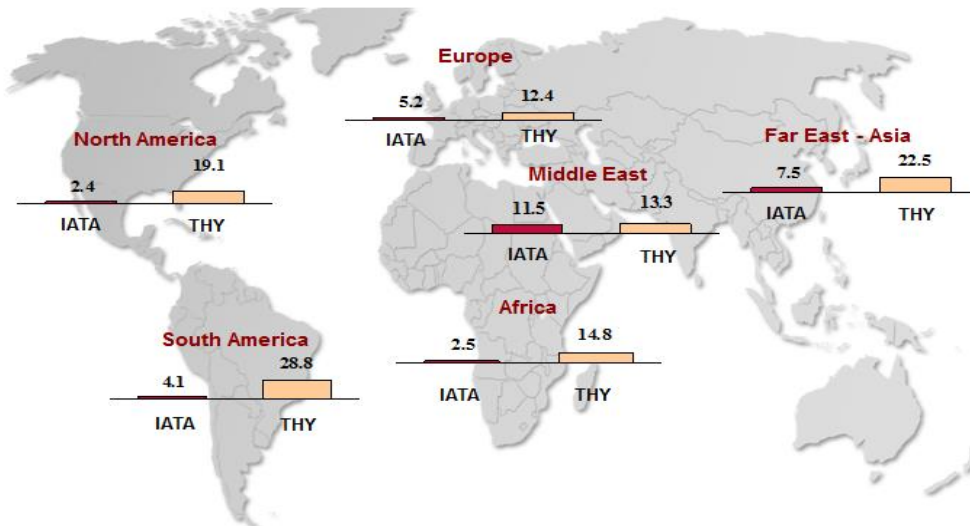 Europe
5.2
12.4
IATA
THY
North America
2.4
19.1
IATA
THY
Far East - Asia
7.5
22.5
IATA
THY
Middle East
11.5
13.3
IATA
THY
Africa
2.5
14.8
IATA
THY
South America
4.1
28.8
IATA
THY